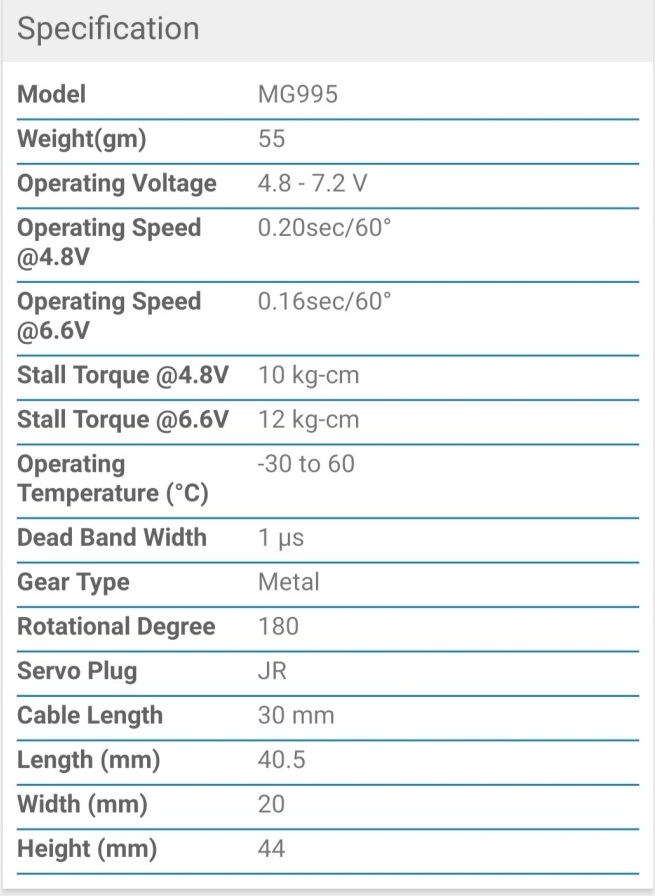 Specification
Model MG995
Weight(gm) 55
Operating Voltage 4.8 - 7.2 V
Operating Speed 0.20sec/60°
@4.8V
Operating Speed 0.16sec/60°
@6.6V
Stall Torque @4.8V 10 kg-cm
Stall Torque @6.6V 12 kg-cm
Operating -30 to 60
Temperature (°C)
Dead Band Width 1 μs
Gear Type Metal
Rotational Degree 180
Servo Plug JR
Cable Length 30 mm
Length (mm) 40.5
Width (mm) 20
Height (mm) 44